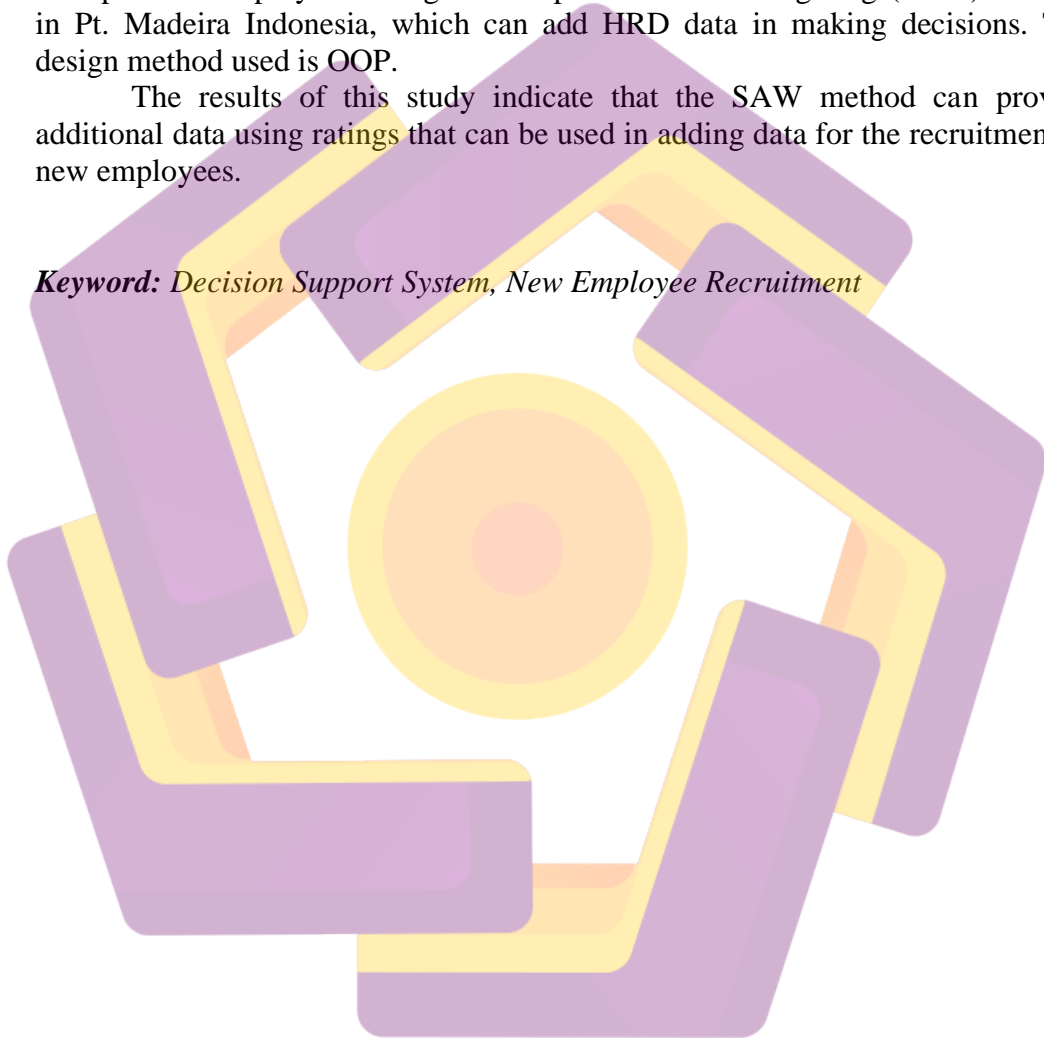 in Pt. Madeira Indonesia, which can add HRD data in making decisions.
design method used is OOP.
The results of this study indicate that the SAW method can
additional data using ratings that can be used in adding data for the recruitment
new employees.
Keyword: Decision Support System, New Employee Recruitment